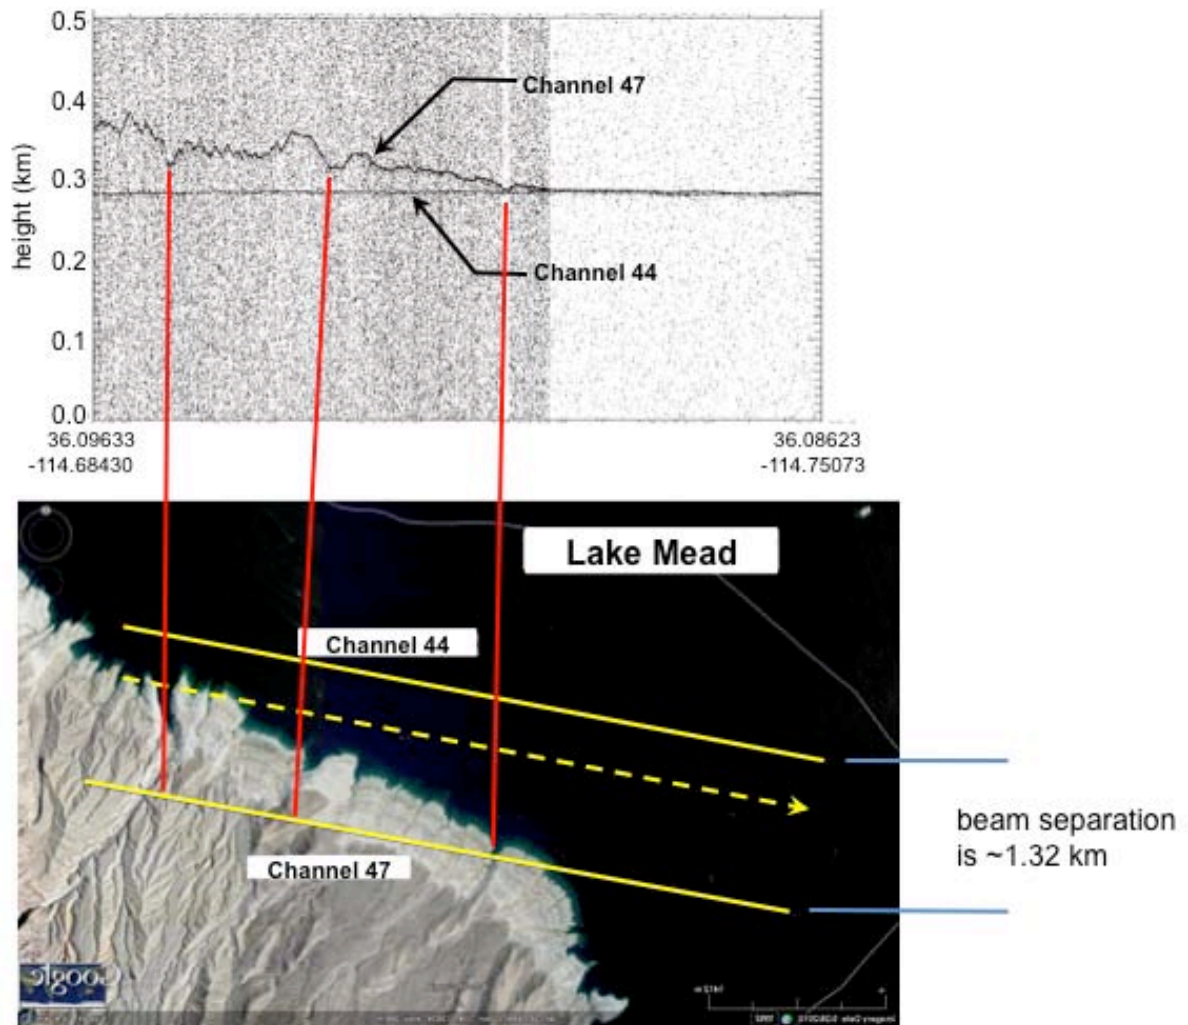 0.5
Channel 47
0.4
0.3
height (km)
Channel 44
0.2
0.1
0.0
36.09633
-114.68430
36.08623
-114.75073
Lake Mead
Channel 44
beam separation
is ~1.32 km
Channel 47
Google